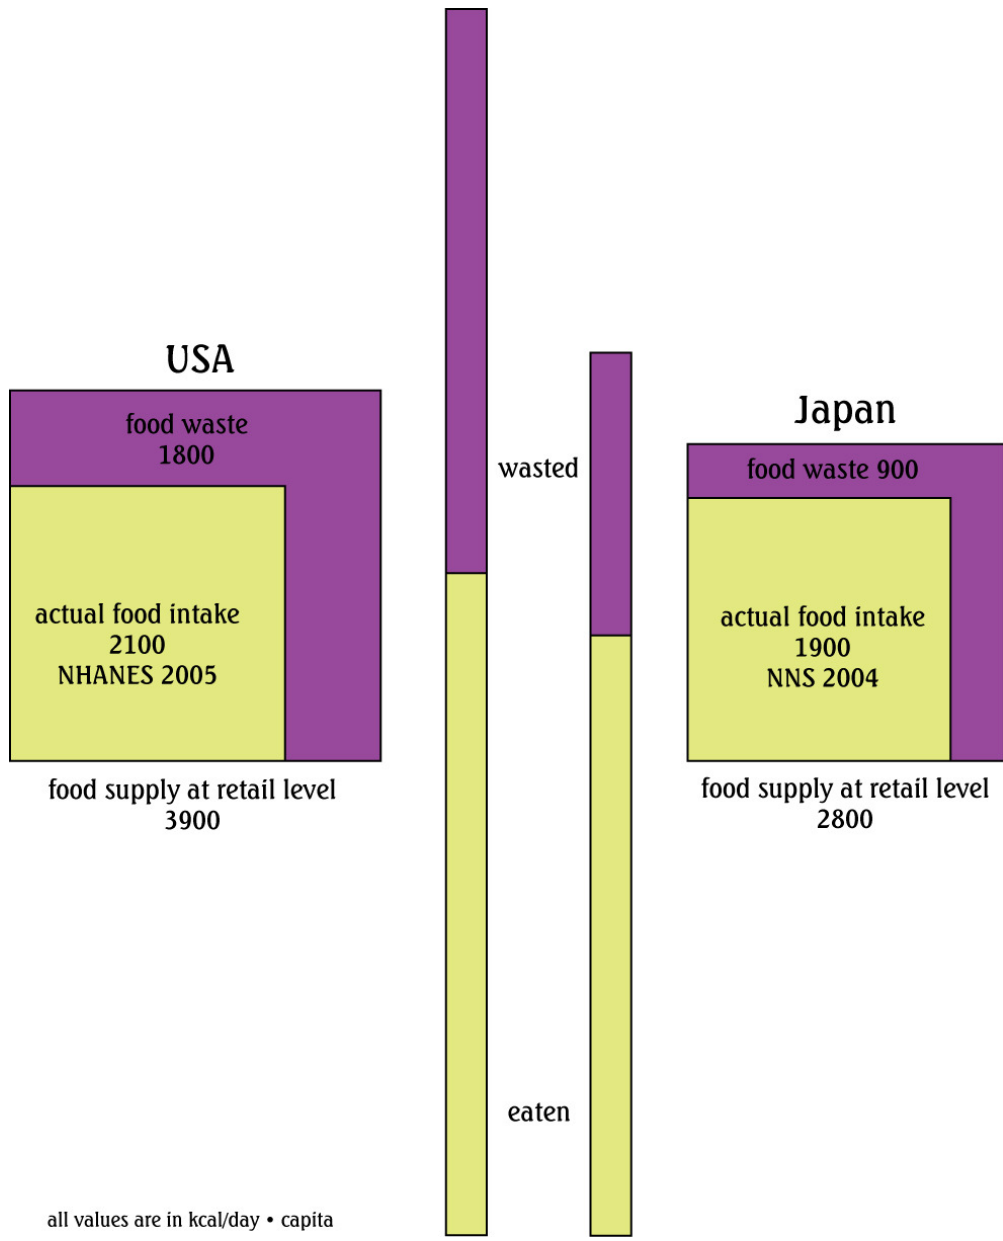 USA
food waste
1800
actual food intake
2100
NHANES 2005
food supply at retail level
3900
wasted
eaten
Japan
food waste 900
actual food intake
1900
NNS 2004
food supply at retail level
2800
all values are in kcal/day • capita